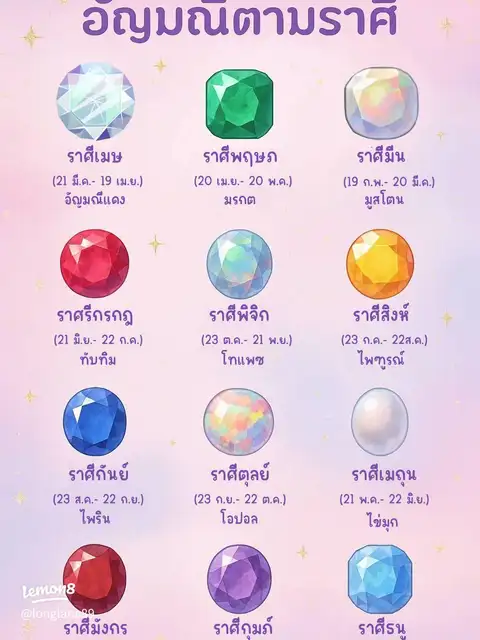 อัญมณีตามราศี
ราศีเมษ
(21 มี.ค.- 19 เม.ย.)
อัญมณีแดง
ราศีพฤษภ
(20 เม.ย.- 20 พ.ค.)
มรกต
ราศีมีน
(19 ก.พ.- 20 มี.ค.)
มูสโตน
ราศรีกรกฎ
(21 มิ.ย.- 22 ก.ค.)
ทับทิม
ราศีพิจิก
(23 ต.ค.- 21 พ.ย.)
โทแพซ
ราศีสิงห์
(23 ก.ค.- 22ส.ค.)
ไพฑูรณ์
ราศีกันย์
(23 ส.ค.- 22 ก.ย.)
ไพริน
ราศีตุลย์
(23 ก.ย.- 22 ต.ค.)
โอปอล
ราศีเมถุน
(21 พ.ค.- 22 มิ.ย.)
ไข่มุก
ราศีมังกร
ราศีกุมภ์
ราศีธนุ
lemon8